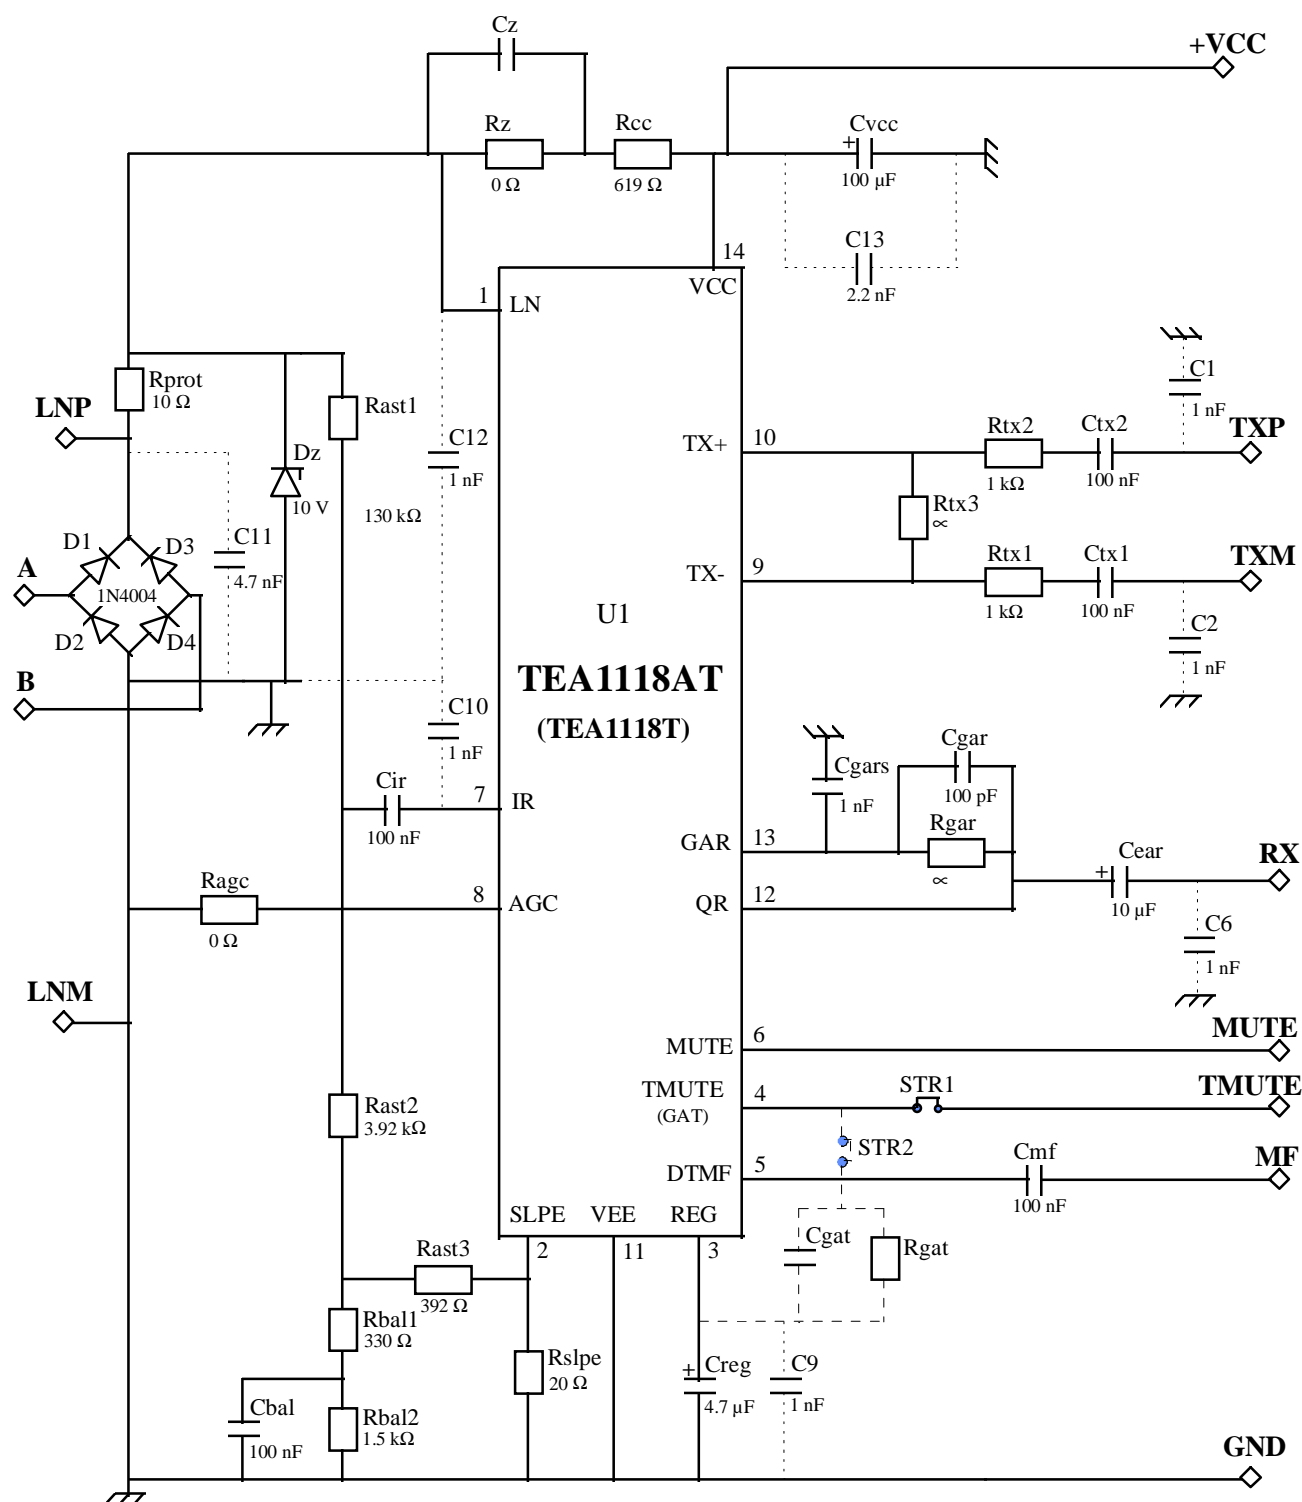 Cz
+VCC
Rz
0 Ω
Rcc
619 Ω
Cvcc
+
100 µF
C13
2.2 nF
14
VCC
1
LN
Rprot
10 Ω
LNP
Rast1
130 kΩ
Dz
10 V
C12
1 nF
C11
4.7 nF
C1
1 nF
TX+
10
Rtx2
1 kΩ
Ctx2
100 nF
TXP
Rtx3
∝
TX-
9
Rtx1
1 kΩ
Ctx1
100 nF
TXM
C2
1 nF
D1
D3
A
1N4004
D2
D4
B
U1
TEA1118AT
(TEA1118T)
C10
1 nF
Cir
100 nF
7
IR
Cgars
1 nF
Cgar
100 pF
Rgar
∝
GAR
13
QR
12
Cear
+
10 µF
RX
C6
1 nF
Ragc
0 Ω
8
AGC
LNM
MUTE
6
MUTE
TMUTE
(GAT)
4
STR1
TMUTE
STR2
DTMF
5
Cmf
100 nF
MF
Rast2
3.92 kΩ
SLPE
VEE
REG
2
11
3
Cgat
Rgat
Rast3
392 Ω
Rbal1
330 Ω
Rslpe
20 Ω
+
Creg
4.7 µF
C9
1 nF
Cbal
100 nF
Rbal2
1.5 kΩ
GND